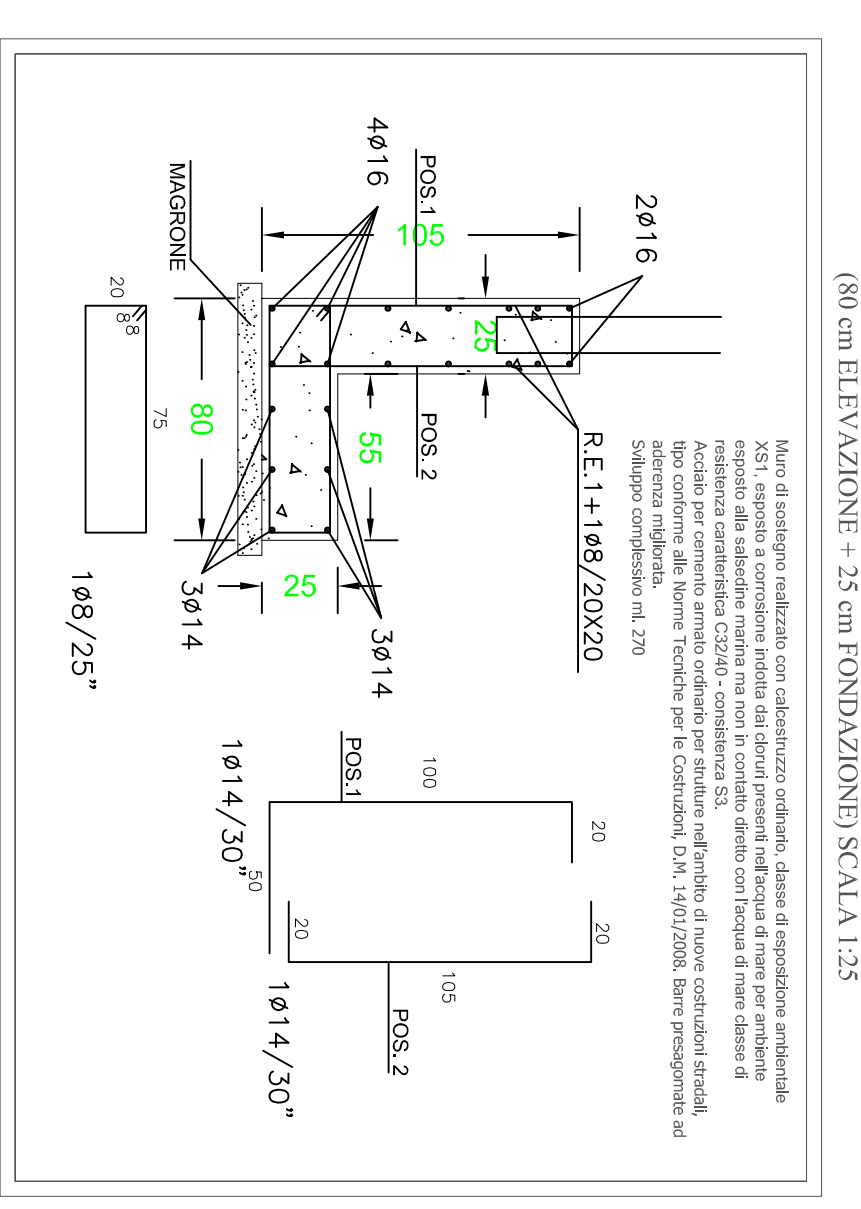 (80 cm ELEVAZIONE + 25 cm FONDAZIONE) SCALA 1:25
Muro di sostegno realizzato con calcestruzzo ordinario, classe di esposizione ambientale
XS1, esposto a corrosione indotta dai cloruri presenti nell'acqua di mare per ambiente
esposto alla salsedine marina ma non in contatto diretto con l'acqua di mare classe di
resistenza caratteristica C32/40 - consistenza S3.
Acciaio per cemento armato ordinario per strutture nell'ambito di nuove costruzioni stradali,
tipo conforme alle Norme Tecniche per le Costruzioni, D.M. 14/01/2008. Barre presagomate ad
aderenza migliorata.
Sviluppo complessivo ml. 270
2ø16
R.E.1+1ø8/20X20
25
105
POS.1
POS. 2
55
4ø16
3ø14
25
MAGRONE
80
3ø14
20
8
8
75
1ø8/25"
20
100
POS.1
50
1ø14/30"
20
105
20
POS. 2
1ø14/30"